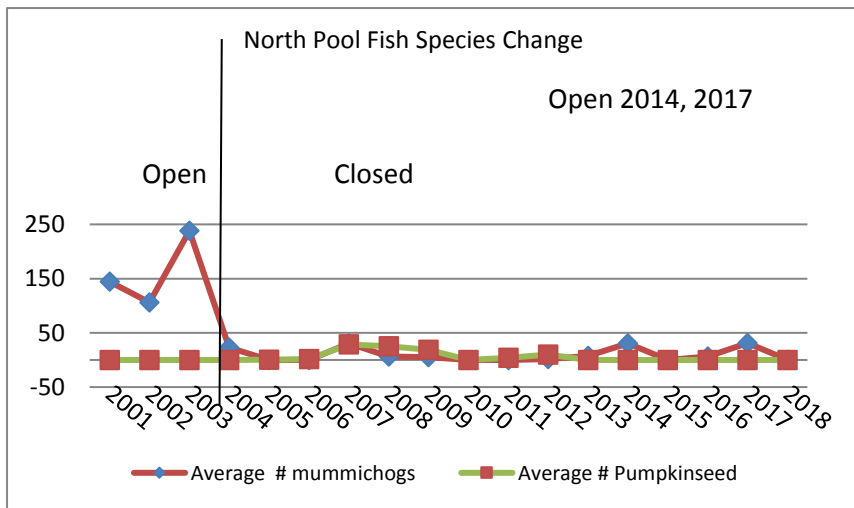 North Pool Fish Species Change
Open 2014, 2017
Open Closed
250
150
50
-50
2001 2002 2003 2004 2005 2006 2007 2008 2009 2010 2011 2012 2013 2014 2015 2016 2017 2018
Average # mummichogs Average # Pumpkinseed